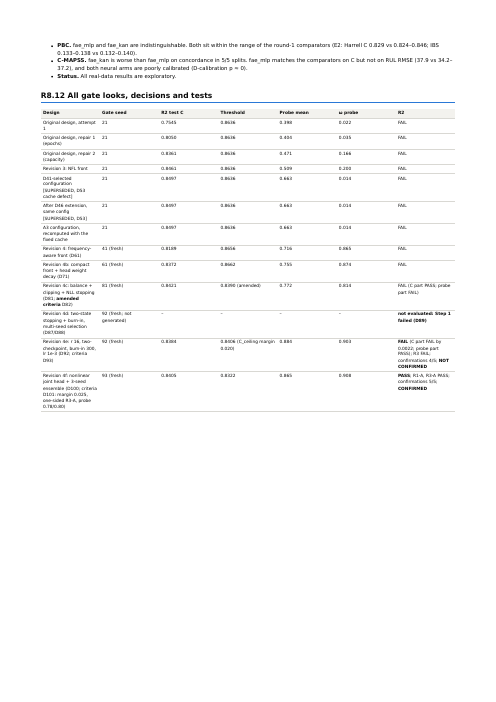 • PBC. fae_mlp and fae_kan are indistinguishable. Both sit within the range of the round-1 comparators (E2: Harrell C 0.829 vs 0.824–0.846; IBS
0.133–0.138 vs 0.132–0.140).
• C-MAPSS. fae_kan is worse than fae_mlp on concordance in 5/5 splits. fae_mlp matches the comparators on C but not on RUL RMSE (37.9 vs 34.2–
37.2), and both neural arms are poorly calibrated (D-calibration p ≈ 0).
• Status. All real-data results are exploratory.
R8.12 All gate looks, decisions and tests
Design Gate seed R2 test C Threshold Probe mean ω probe R2
Original design, attempt 21 0.7545 0.8636 0.398 0.022 FAIL
1
Original design, repair 1 21 0.8050 0.8636 0.404 0.035 FAIL
(epochs)
Original design, repair 2 21 0.8361 0.8636 0.471 0.166 FAIL
(capacity)
Revision 3: NFL front 21 0.8461 0.8636 0.509 0.200 FAIL
D41-selected 21 0.8497 0.8636 0.663 0.014 FAIL
configuration
[SUPERSEDED, D53
cache defect]
After D46 extension, 21 0.8497 0.8636 0.663 0.014 FAIL
same config
[SUPERSEDED, D53]
A3 configuration, 21 0.8497 0.8636 0.663 0.014 FAIL
recomputed with the
fixed cache
Revision 4: frequency- 41 (fresh) 0.8189 0.8656 0.716 0.865 FAIL
aware front (D61)
Revision 4b: compact 61 (fresh) 0.8372 0.8662 0.755 0.874 FAIL
front + head weight
decay (D71)
Revision 4c: balance + 81 (fresh) 0.8421 0.8390 (amended) 0.772 0.814 FAIL (C part PASS; probe
clipping + NLL stopping part FAIL)
(D81; amended
criteria D82)
Revision 4d: two-state 92 (fresh; not – – – – not evaluated: Step 1
stopping + burn-in, generated) failed (D89)
multi-seed selection
(D87/D88)
Revision 4e: r 16, two- 92 (fresh) 0.8384 0.8406 (C_ceiling margin 0.884 0.903 FAIL (C part FAIL by
checkpoint, burn-in 300, 0.020) 0.0022; probe part
lr 1e-3 (D92; criteria PASS); R3 FAIL;
D93) confirmations 4/5; NOT
CONFIRMED
Revision 4f: nonlinear 93 (fresh) 0.8405 0.8322 0.865 0.908 PASS; R1-A, R3-A PASS;
joint head + 3-seed confirmations 5/5;
ensemble (D100; criteria CONFIRMED
D101: margin 0.025,
one-sided R3-A, probe
0.78/0.80)